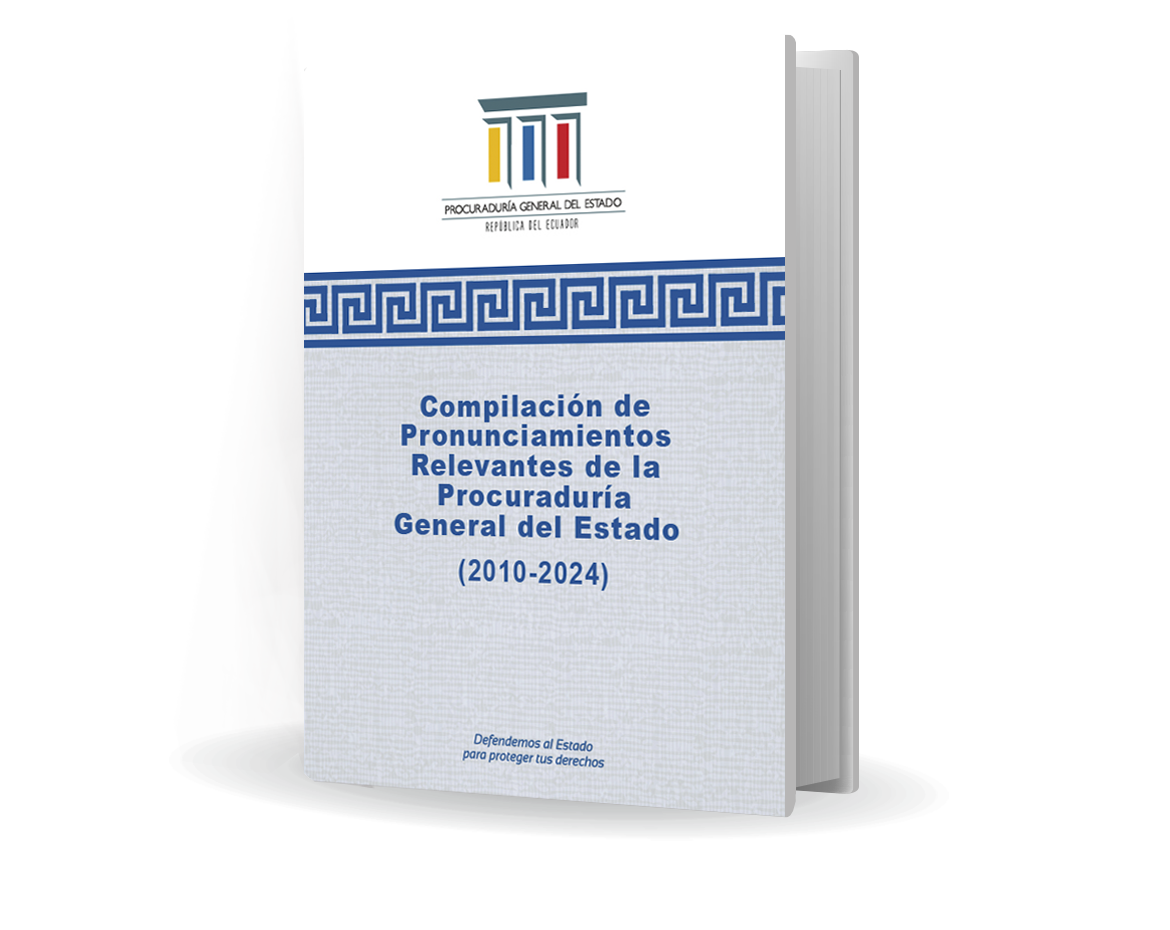 PROCURADURÍA GENERAL DEL ESTADO
REPÚBLICA DEL ECUADOR
Compilación de
Pronunciamientos
Relevantes de la
Procuraduría
General del Estado
(2010-2024)
Defendemos al Estado
para proteger tus derechos